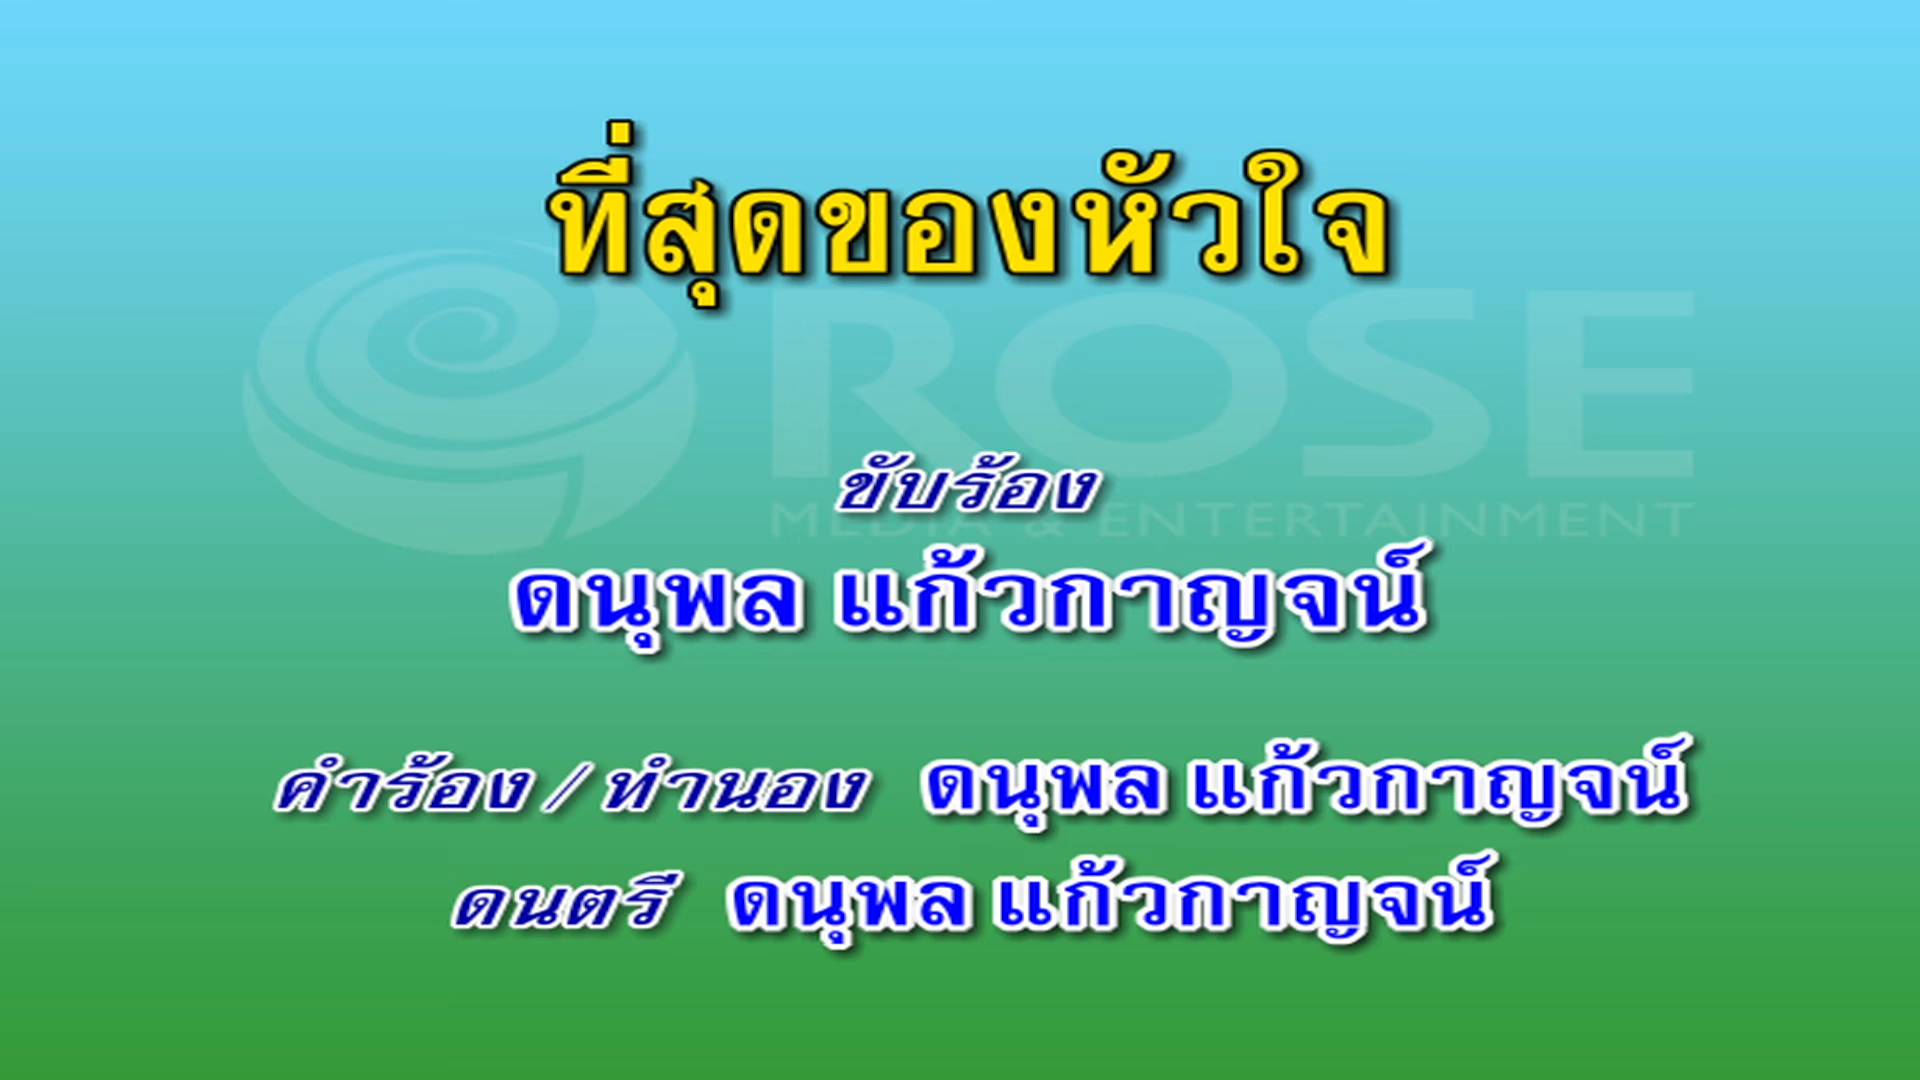 ที่สุดของหัวใจ
ROSE
MEDIA & ENTERTAINMENT
ขับร้อง
ดนุพล แก้วกาญจน์
คำร้อง / ทำนอง ดนุพล แก้วกาญจน์
ดนตรี ดนุพล แก้วกาญจน์